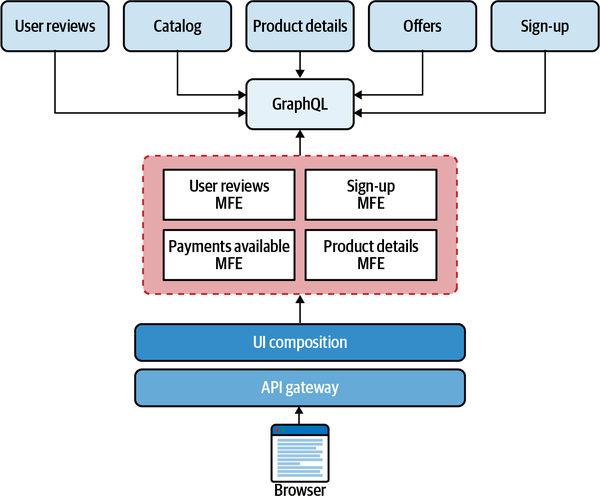 User reviews
Catalog
Product details
Offers
Sign-up
GraphQL
User reviews
MFE
Sign-up
MFE
Payments available
MFE
Product details
MFE
UI composition
API gateway
Browser